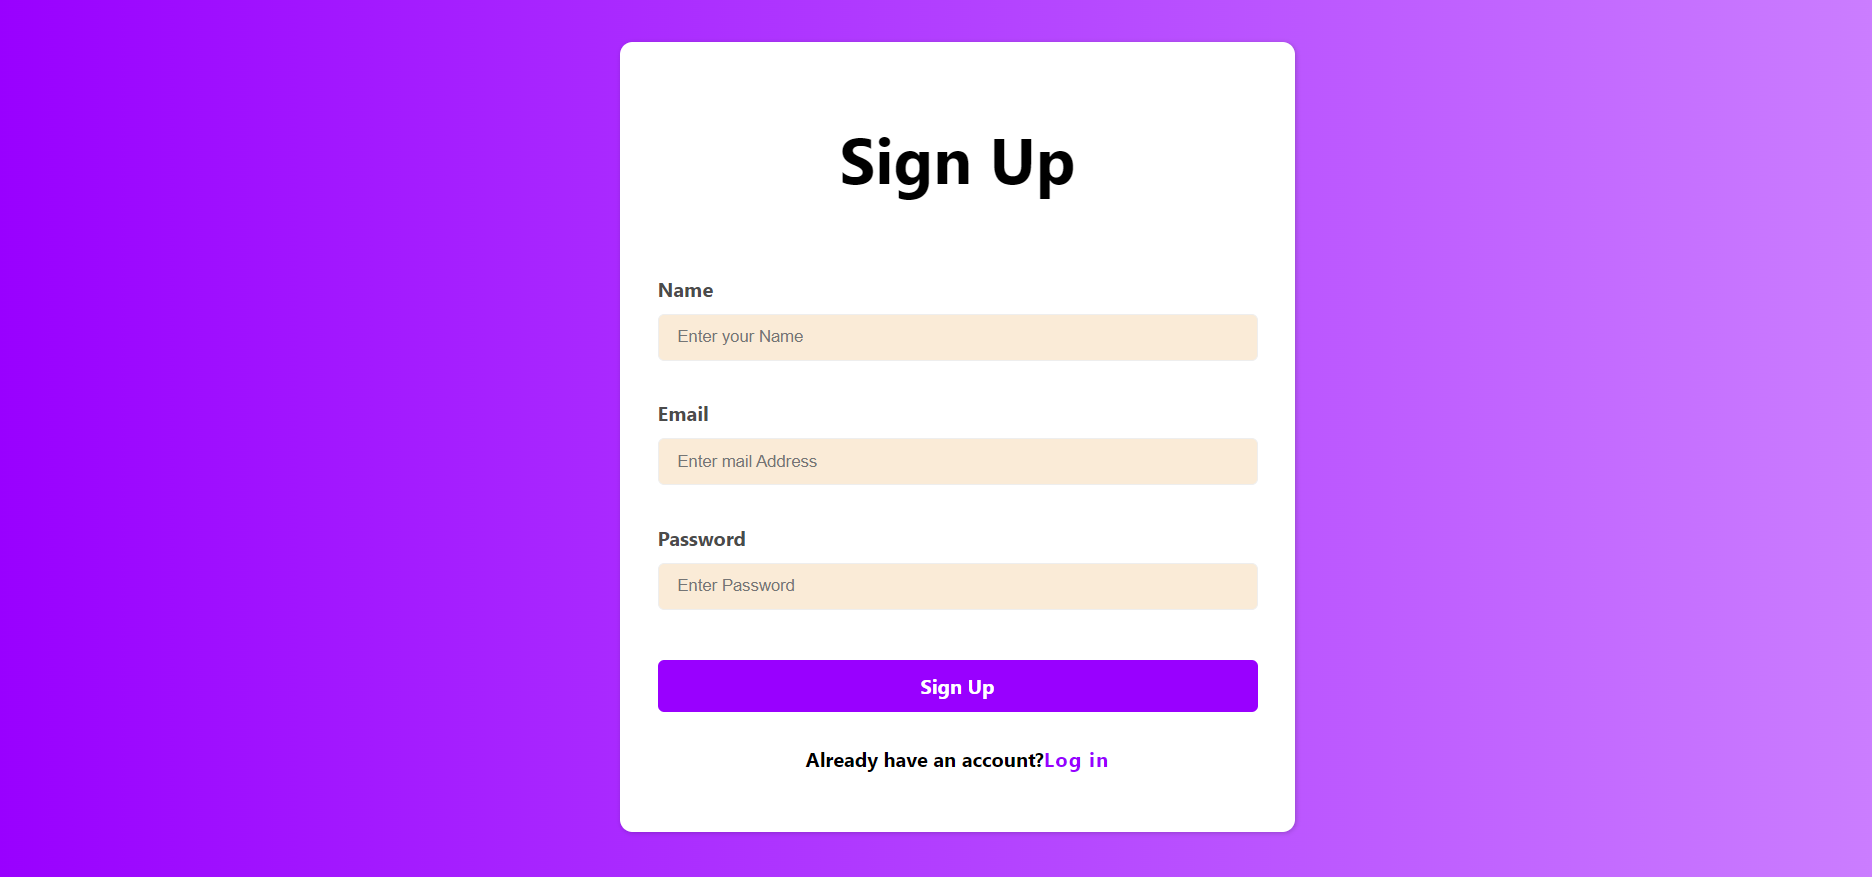 Sign Up
Name
Enter your Name
Email
Enter mail Address
Password
Enter Password
Sign Up
Already have an account?Log in